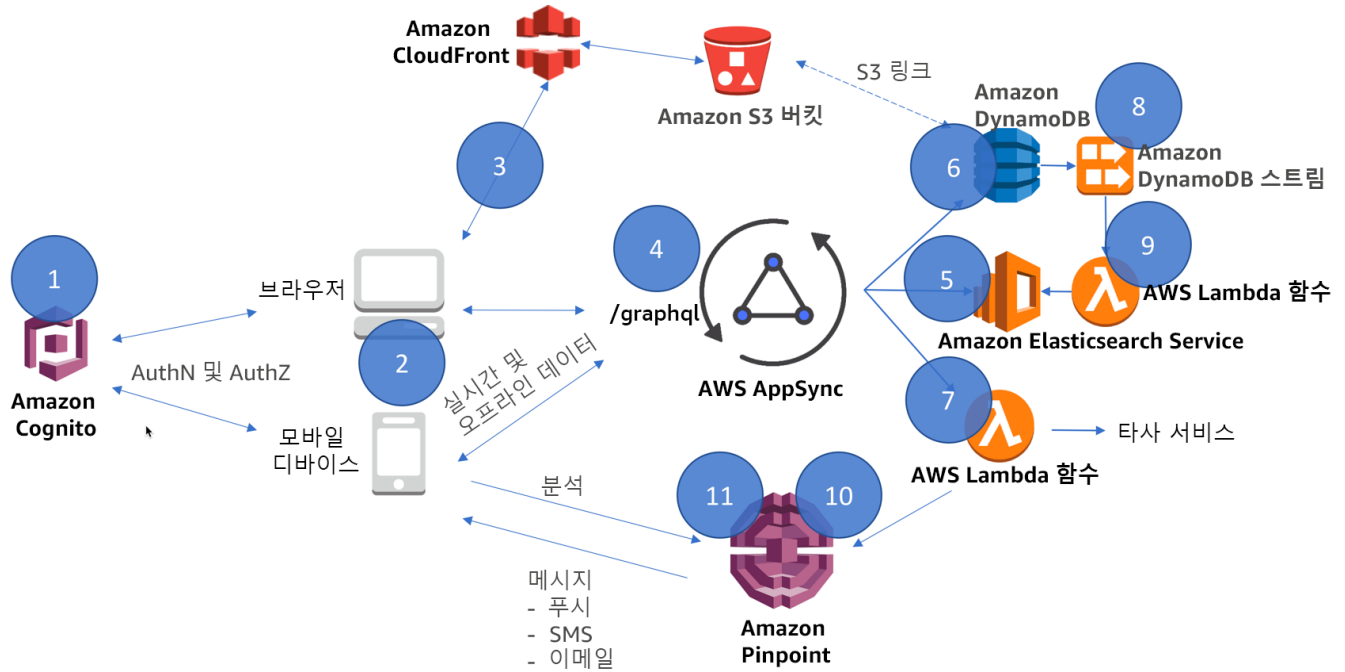 Amazon
CloudFront
3
Amazon S3 버킷
S3 링크
Amazon
DynamoDB
6
8
Amazon
DynamoDB 스트림
1
Amazon
Cognito
AuthN 및 AuthZ
브라우저
2
모바일
디바이스
4
/graphql
AWS AppSync
실시간 및
오프라인 데이터
5
9
AWS Lambda 함수
Amazon Elasticsearch Service
7
AWS Lambda 함수
타사 서비스
분석
11
10
Amazon
Pinpoint
메시지
- 푸시
- SMS
- 이메일